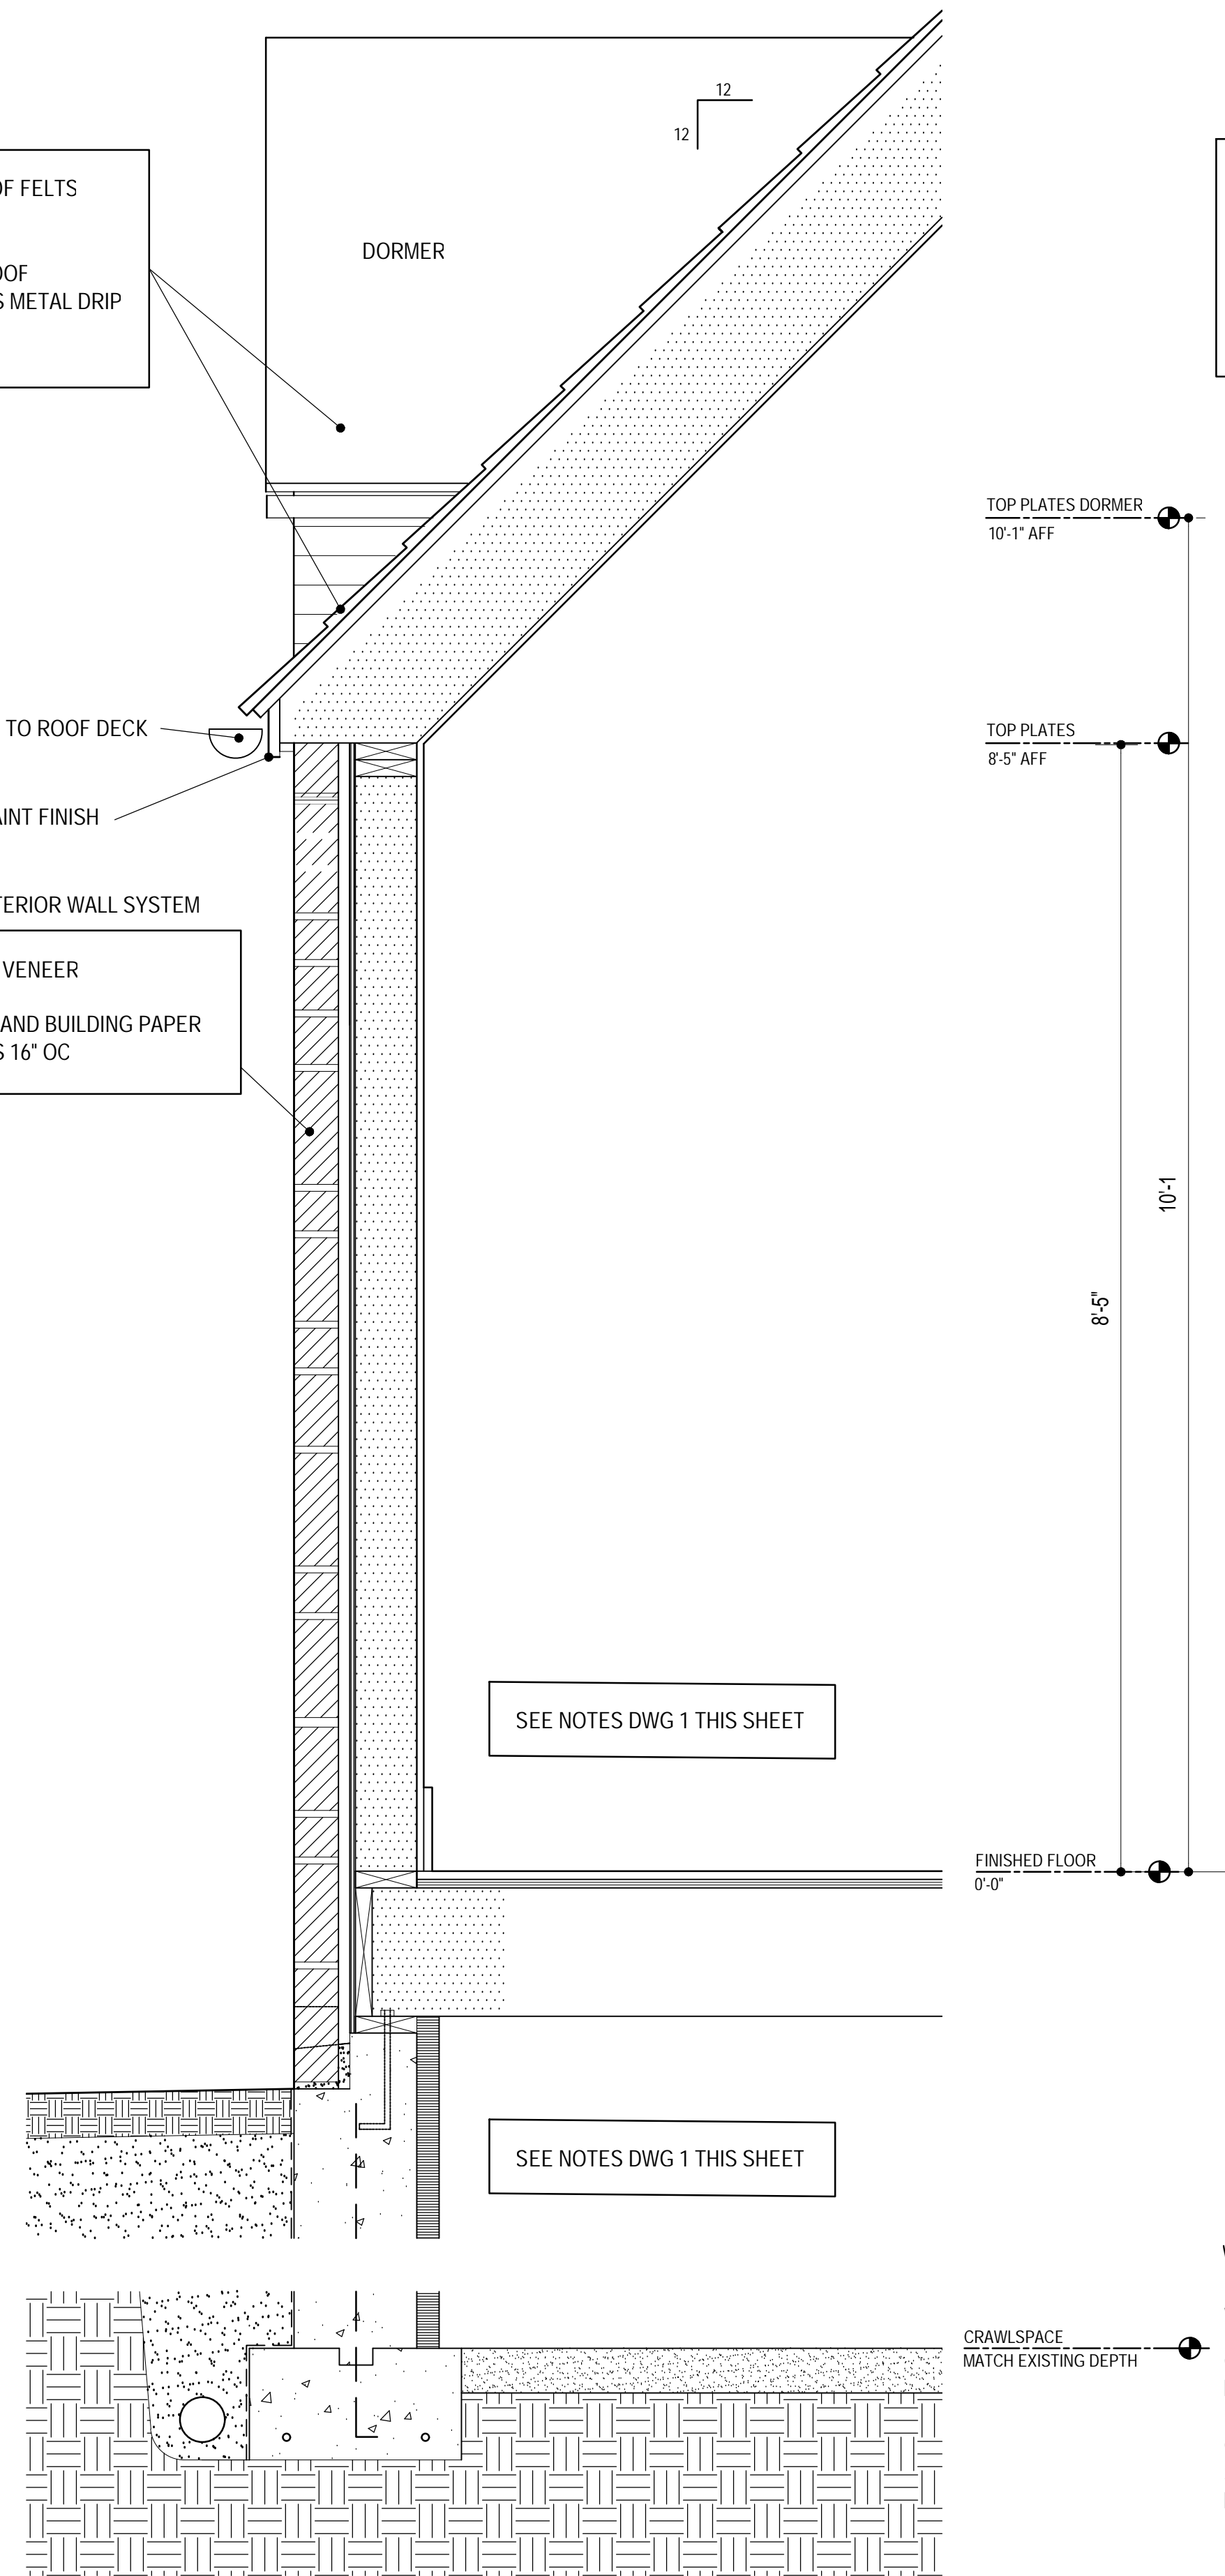 12
12
OF FELTS
DORMER
OOF
S METAL DRIP
TOP PLATES DORMER
10'-1" AFF
TO ROOF DECK
TOP PLATES
8'-5" AFF
AINT FINISH
TERIOR WALL SYSTEM
VENEER
AND BUILDING PAPER
S 16" OC
10'-1
8'-5"
SEE NOTES DWG 1 THIS SHEET
FINISHED FLOOR
0'-0"
SEE NOTES DWG 1 THIS SHEET
CRAWLSPACE
MATCH EXISTING DEPTH